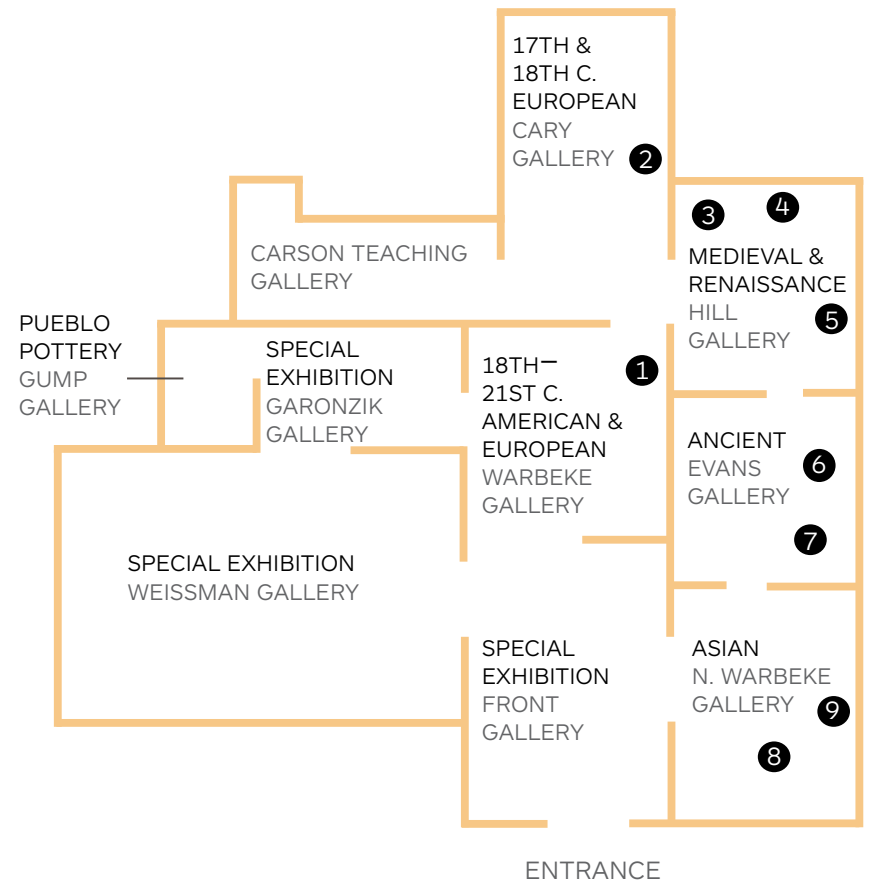 17TH &
18TH C.
EUROPEAN
CARY
GALLERY
2
3
4
MEDIEVAL &
RENAISSANCE
HILL
GALLERY
5
CARSON TEACHING
GALLERY
PUEBLO
POTTERY
GUMP
GALLERY
SPECIAL
EXHIBITION
GARONZIK
GALLERY
18TH–
21ST C.
AMERICAN &
EUROPEAN
WARBEKE
GALLERY
1
ANCIENT
EVANS
GALLERY
6
7
SPECIAL EXHIBITION
WEISSMAN GALLERY
SPECIAL
EXHIBITION
FRONT
GALLERY
ASIAN
N. WARBEKE
GALLERY
9
8
ENTRANCE